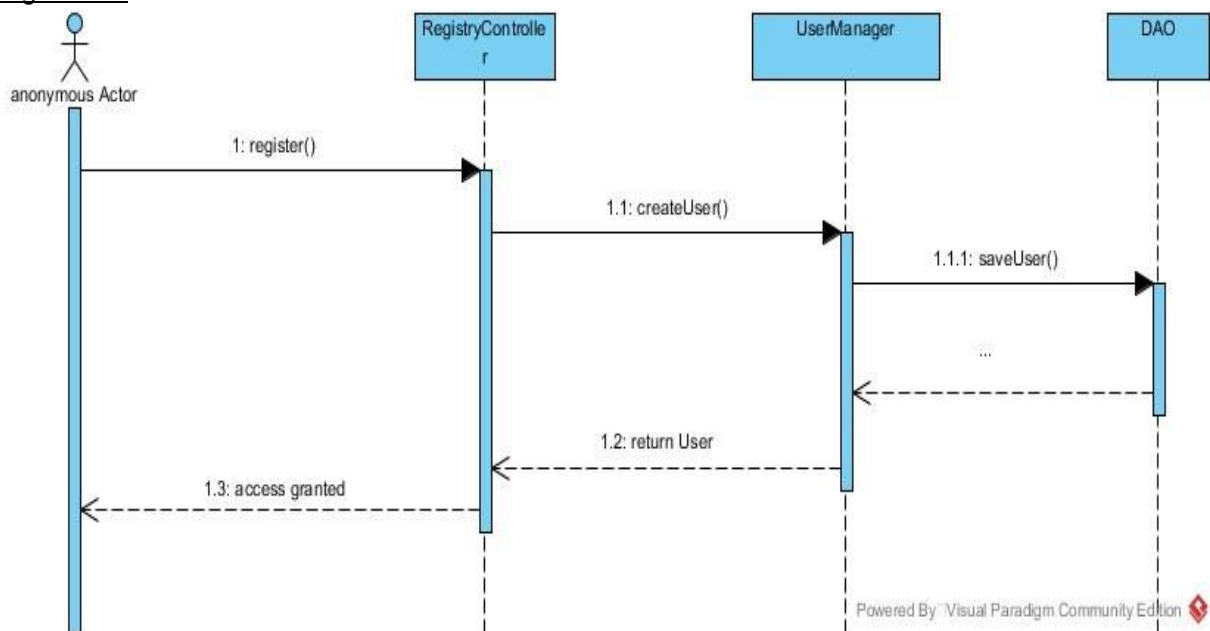 RegistryControlle
r
UserManager
DAO
anonymous Actor
1: register()
1.1: createUser()
1.1.1: saveUser()
...
1.2: return User
1.3: access granted
Powered By Visual Paradigm Community Edition